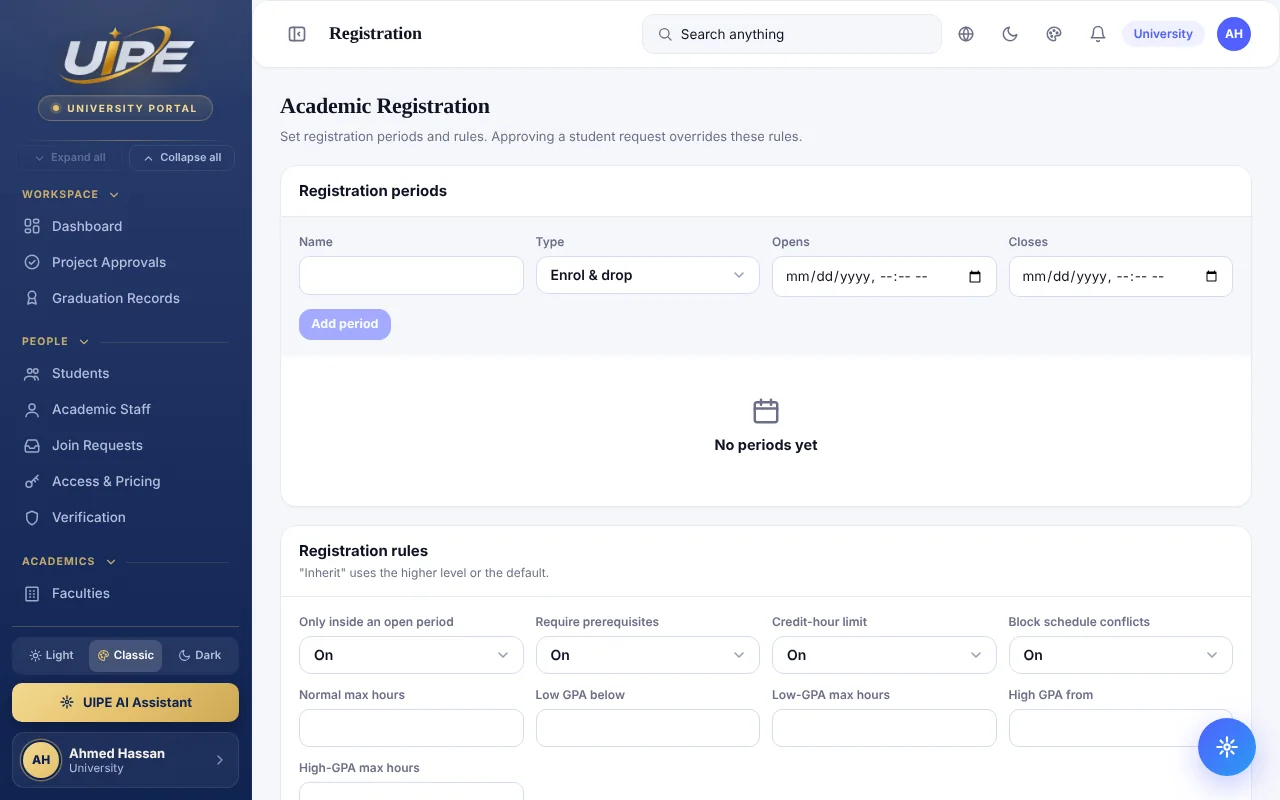 UIPE
UNIVERSITY PORTAL
Expand all
Collapse all
WORKSPACE
Dashboard
Project Approvals
Graduation Records
PEOPLE
Students
Academic Staff
Join Requests
Access & Pricing
Verification
ACADEMICS
Faculties
Light
Classic
Dark
UIPE AI Assistant
AH
Ahmed Hassan
University
Registration
Search anything
University
AH
Academic Registration
Set registration periods and rules. Approving a student request overrides these rules.
Registration periods
Name
Type
Opens
Closes
Enrol & drop
mm/dd/yyyy, --:-- --
mm/dd/yyyy, --:-- --
Add period
No periods yet
Registration rules
"Inherit" uses the higher level or the default.
Only inside an open period
Require prerequisites
Credit-hour limit
Block schedule conflicts
On
On
On
On
Normal max hours
Low GPA below
Low-GPA max hours
High GPA from
High-GPA max hours